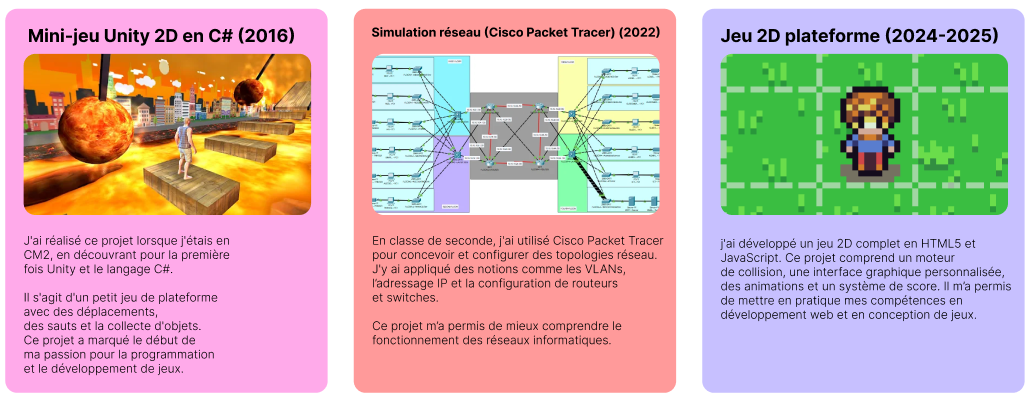 Mini-jeu Unity 2D en C# (2016)
J'ai réalisé ce projet lorsque j'étais en
CM2, en découvrant pour la première
fois Unity et le langage C#.
Il s'agit d'un petit jeu de plateforme
avec des déplacements,
des sauts et la collecte d'objets.
Ce projet a marqué le début de
ma passion pour la programmation
et le développement de jeux.
Simulation réseau (Cisco Packet Tracer) (2022)
En classe de seconde, j'ai utilisé Cisco Packet Tracer
pour concevoir et configurer des topologies réseau.
J'y ai appliqué des notions comme les VLANs,
l'adressage IP et la configuration de routeurs
et switches.
Ce projet m'a permis de mieux comprendre le
fonctionnement des réseaux informatiques.
Jeu 2D plateforme (2024-2025)
j'ai développé un jeu 2D complet en HTML5 et
JavaScript. Ce projet comprend un moteur
de collision, une interface graphique personnalisée,
des animations et un système de score. Il m'a permis
de mettre en pratique mes compétences en
développement web et en conception de jeux.